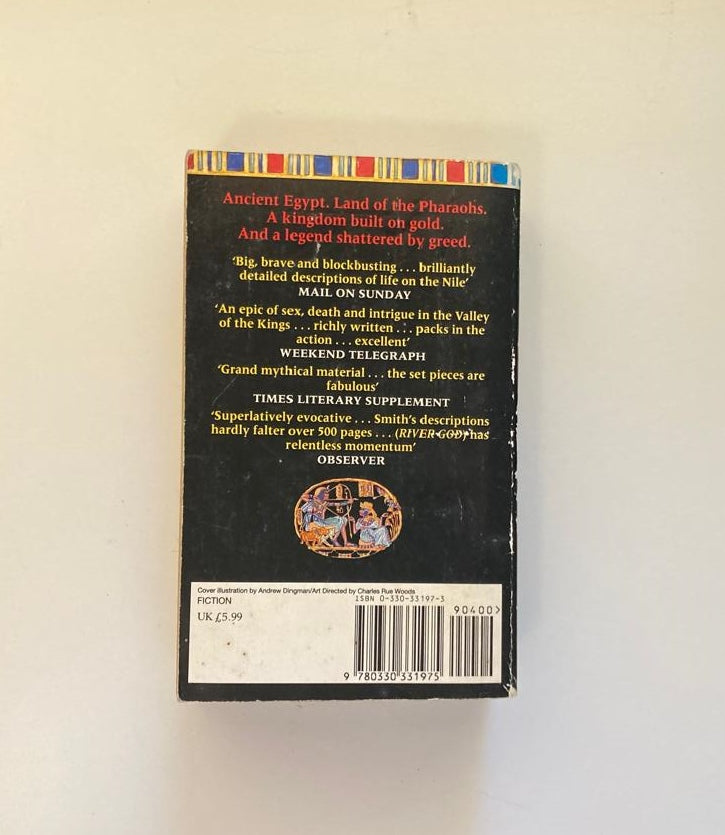 Ancient Egypt. Land of the Pharaohs.
A kingdom built on gold.
And a legend shattered by greed.
‘Big, brave and blockbusting . . . brilliantly
detailed descriptions of life on the Nile’
MAIL ON SUNDAY
‘An epic of sex, death and intrigue in the Valley
of the Kings . . . richly written . . . packs in the
action . . . excellent’
WEEKEND TELEGRAPH
‘Grand mythical material . . . the set pieces are
fabulous’
TIMES LITERARY SUPPLEMENT
‘Superlatively evocative . . . Smith’s descriptions
hardly falter over 500 pages . . . (RIVER GOD) has
relentless momentum’
OBSERVER
Cover illustration by Andrew Dingman/Art Directed by Charles Rue Woods
FICTION
ISBN 0-330-33197-3
UK £5.99
90400>
9 780330 331975